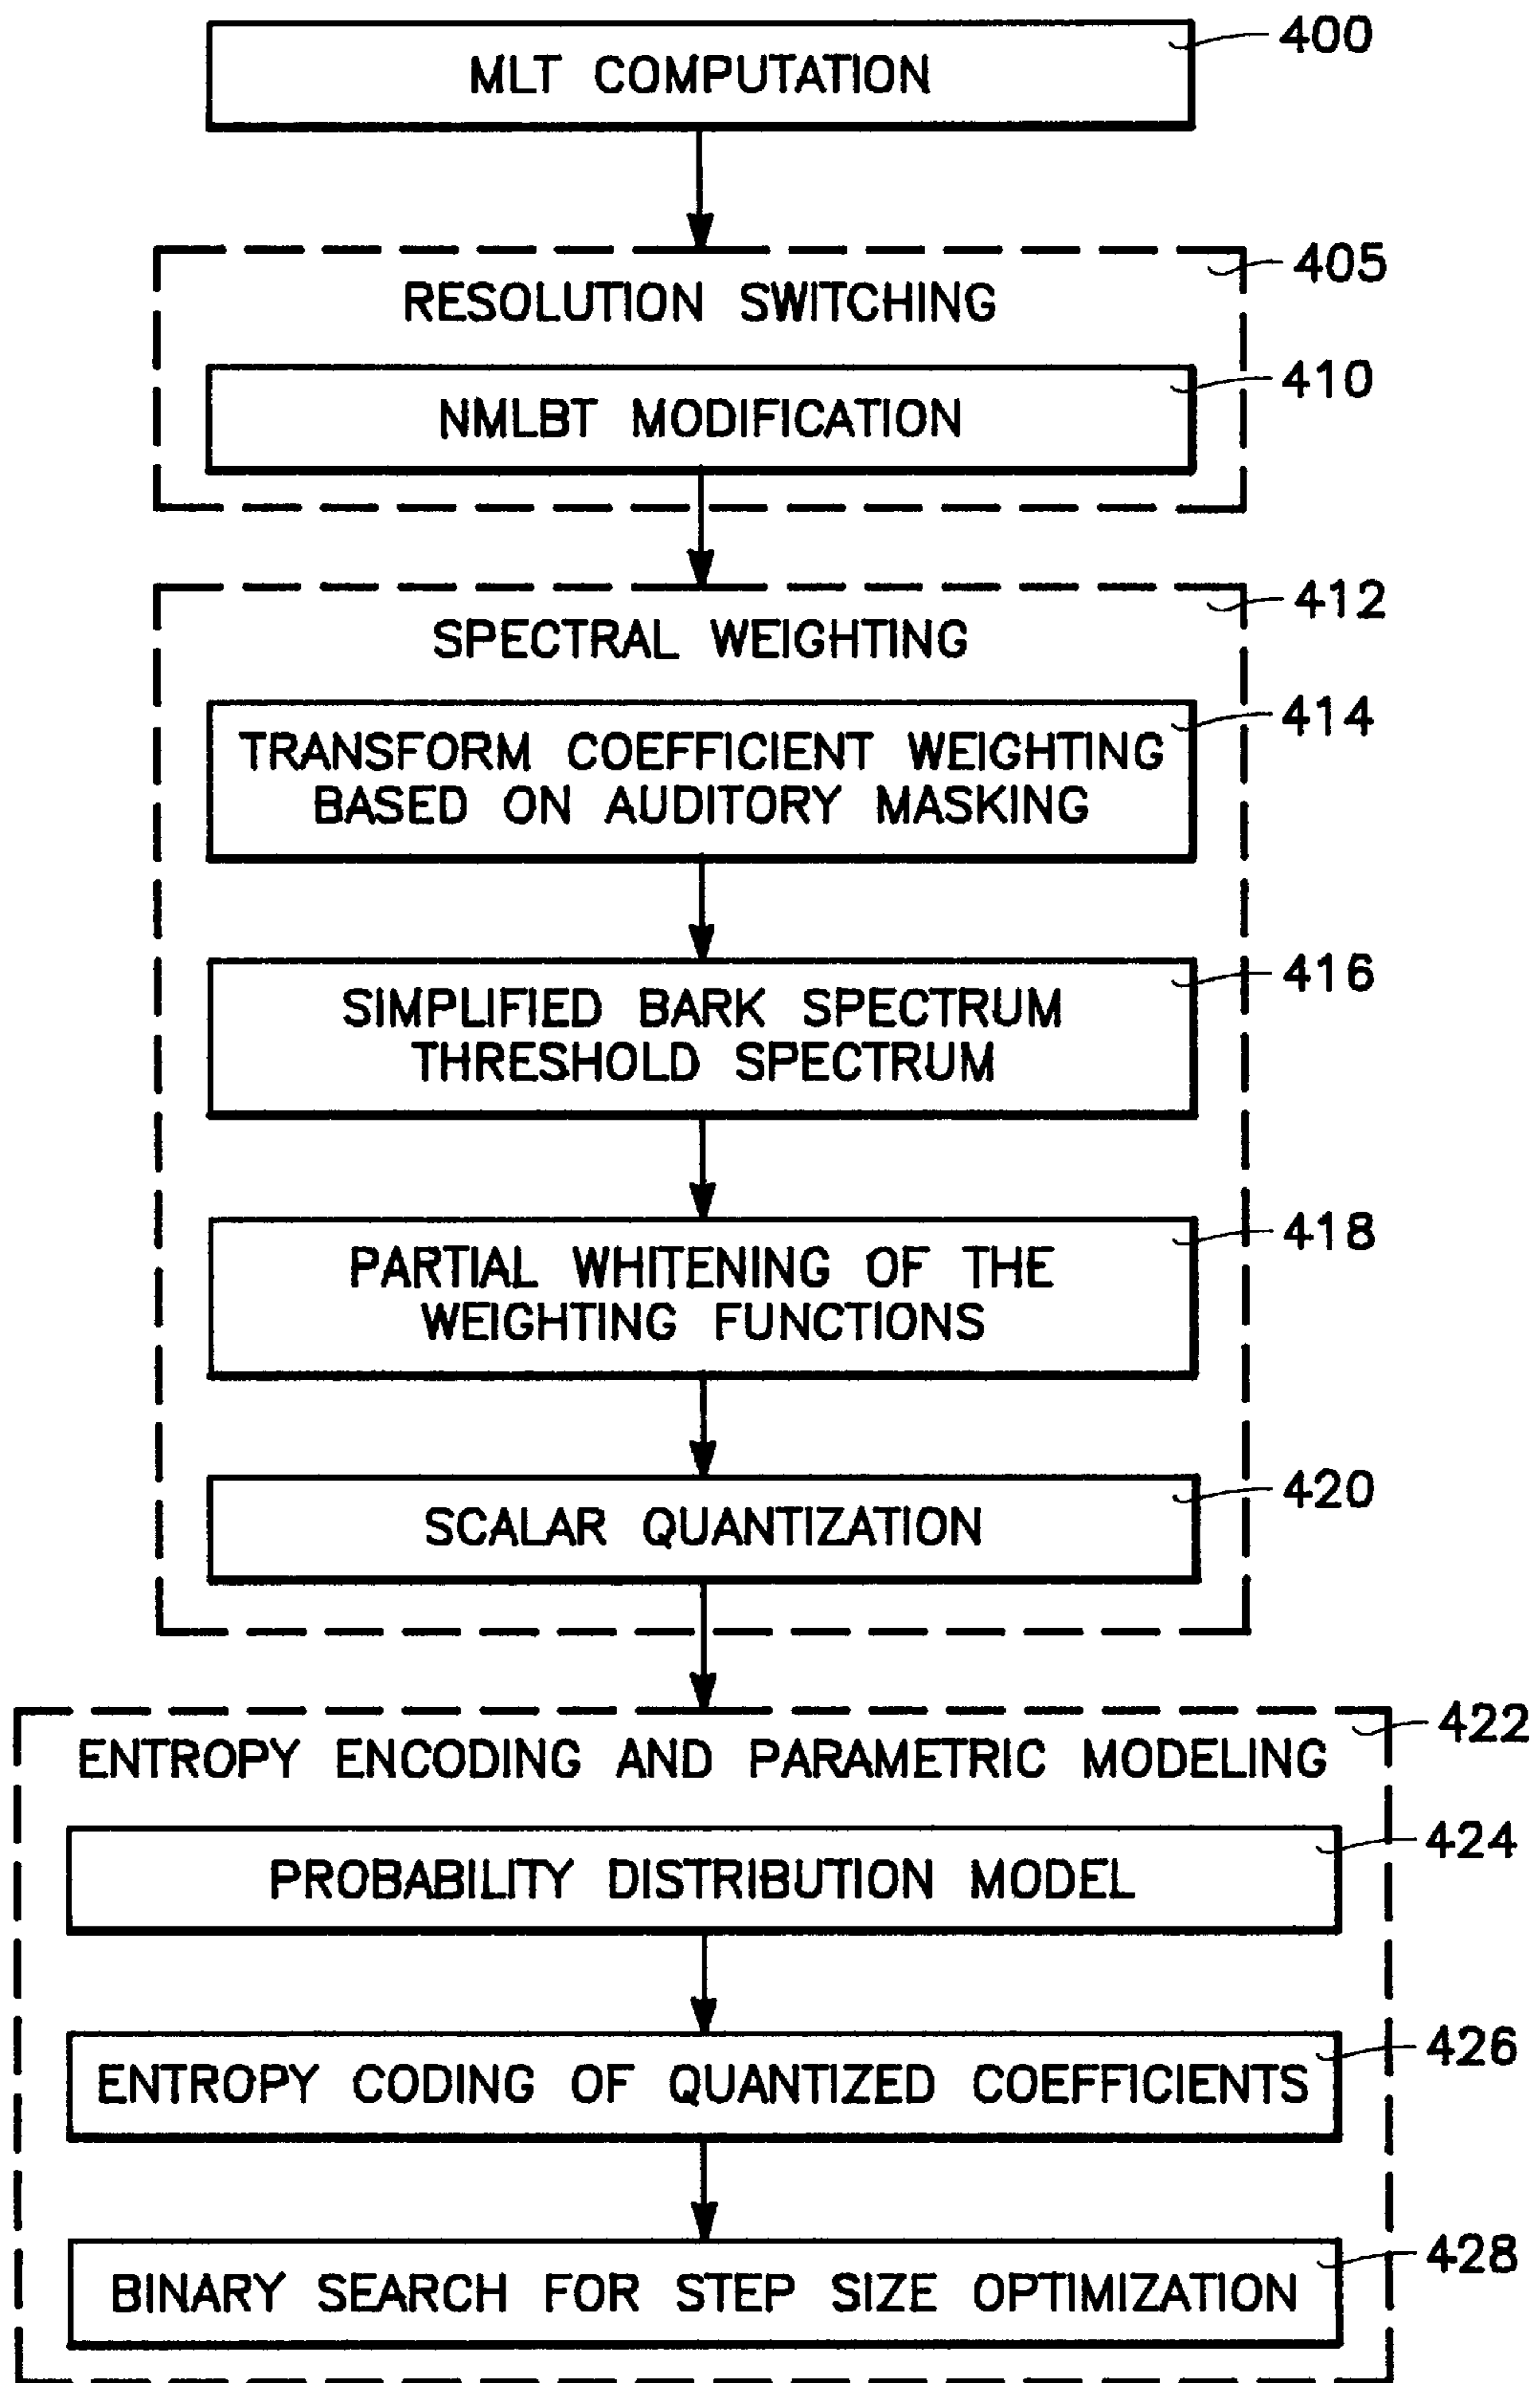 400
MLT COMPUTATION
405
RESOLUTION SWITCHING
410
NMLBT MODIFICATION
412
SPECTRAL WEIGHTING
414
TRANSFORM COEFFICIENT WEIGHTING
BASED ON AUDITORY MASKING
416
SIMPLIFIED BARK SPECTRUM
THRESHOLD SPECTRUM
418
PARTIAL WHITENING OF THE
WEIGHTING FUNCTIONS
420
SCALAR QUANTIZATION
422
ENTROPY ENCODING AND PARAMETRIC MODELING
424
PROBABILITY DISTRIBUTION MODEL
426
ENTROPY CODING OF QUANTIZED COEFFICIENTS
428
BINARY SEARCH FOR STEP SIZE OPTIMIZATION